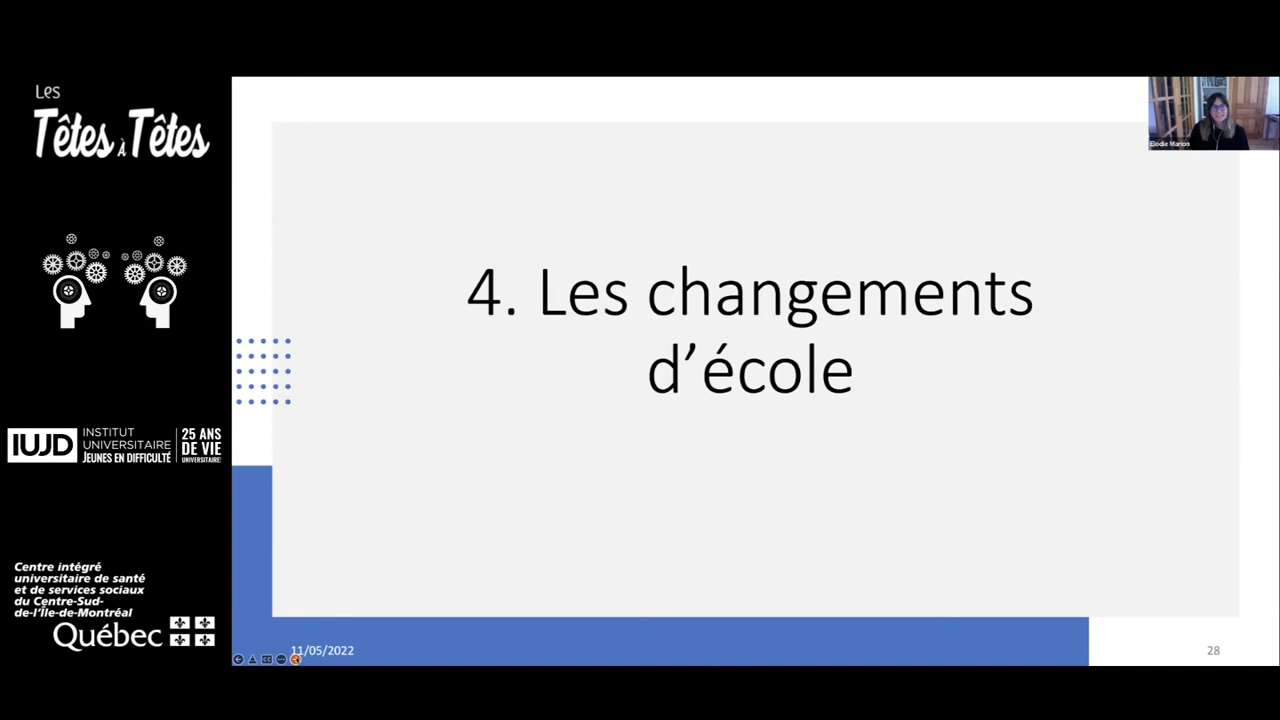 Les
Têtes à Têtes
IUJD
INSTITUT
UNIVERSITAIRE
JEUNES EN DIFFICULTÉ
25 ANS
DE VIE
UNIVERSITAIRE!
Centre intégré
universitaire de santé
et de services sociaux
du Centre-Sud-
de-l'Île-de-Montréal
Québec
Elodie Marion
4. Les changements
d’école
11/05/2022
28